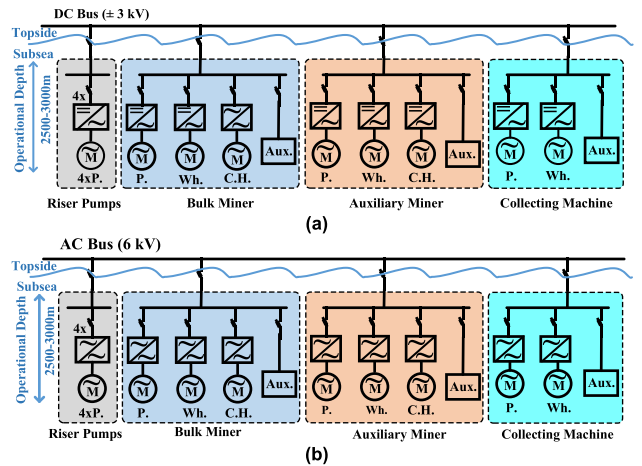 DC Bus (± 3 kV)
Topside
Subsea
Operational Depth
2500-3000m
4x
M M M M M M M M M
Aux. Aux. Aux.
4xP. P. Wh. C.H. P. Wh. C.H. P. Wh.
Riser Pumps Bulk Miner Auxiliary Miner Collecting Machine
(a)
AC Bus (6 kV)
Topside
Subsea
Operational Depth
2500-3000m
4x
M M M M M M M M M
Aux. Aux. Aux.
4xP. P. Wh. C.H. P. Wh. C.H. P. Wh.
Riser Pumps Bulk Miner Auxiliary Miner Collecting Machine
(b)